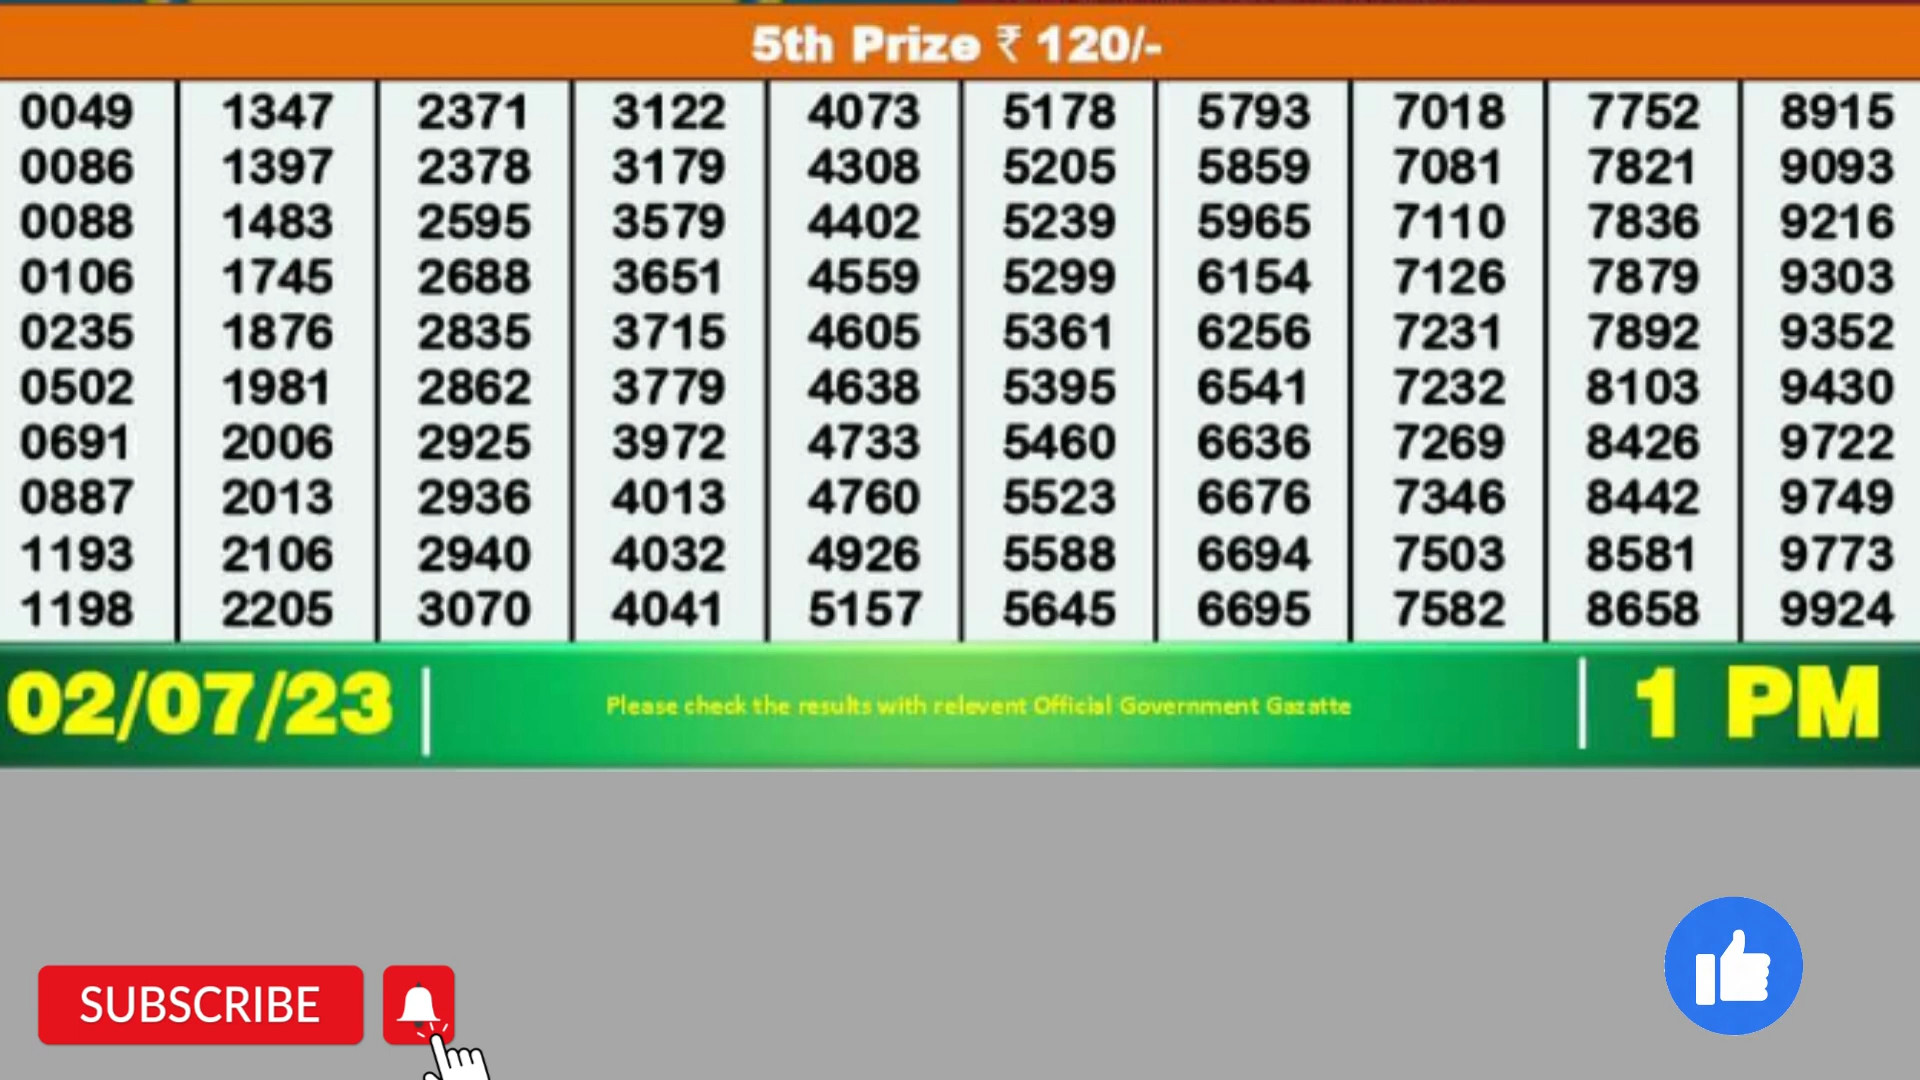 5th Prize ₹ 120/-
0049 1347 2371 3122 4073 5178 5793 7018 7752 8915
0086 1397 2378 3179 4308 5205 5859 7081 7821 9093
0088 1483 2595 3579 4402 5239 5965 7110 7836 9216
0106 1745 2688 3651 4559 5299 6154 7126 7879 9303
0235 1876 2835 3715 4605 5361 6256 7231 7892 9352
0502 1981 2862 3779 4638 5395 6541 7232 8103 9430
0691 2006 2925 3972 4733 5460 6636 7269 8426 9722
0887 2013 2936 4013 4760 5523 6676 7346 8442 9749
1193 2106 2940 4032 4926 5588 6694 7503 8581 9773
1198 2205 3070 4041 5157 5645 6695 7582 8658 9924
02/07/23 Please check the results with relevent Official Government Gazatte 1 PM
SUBSCRIBE